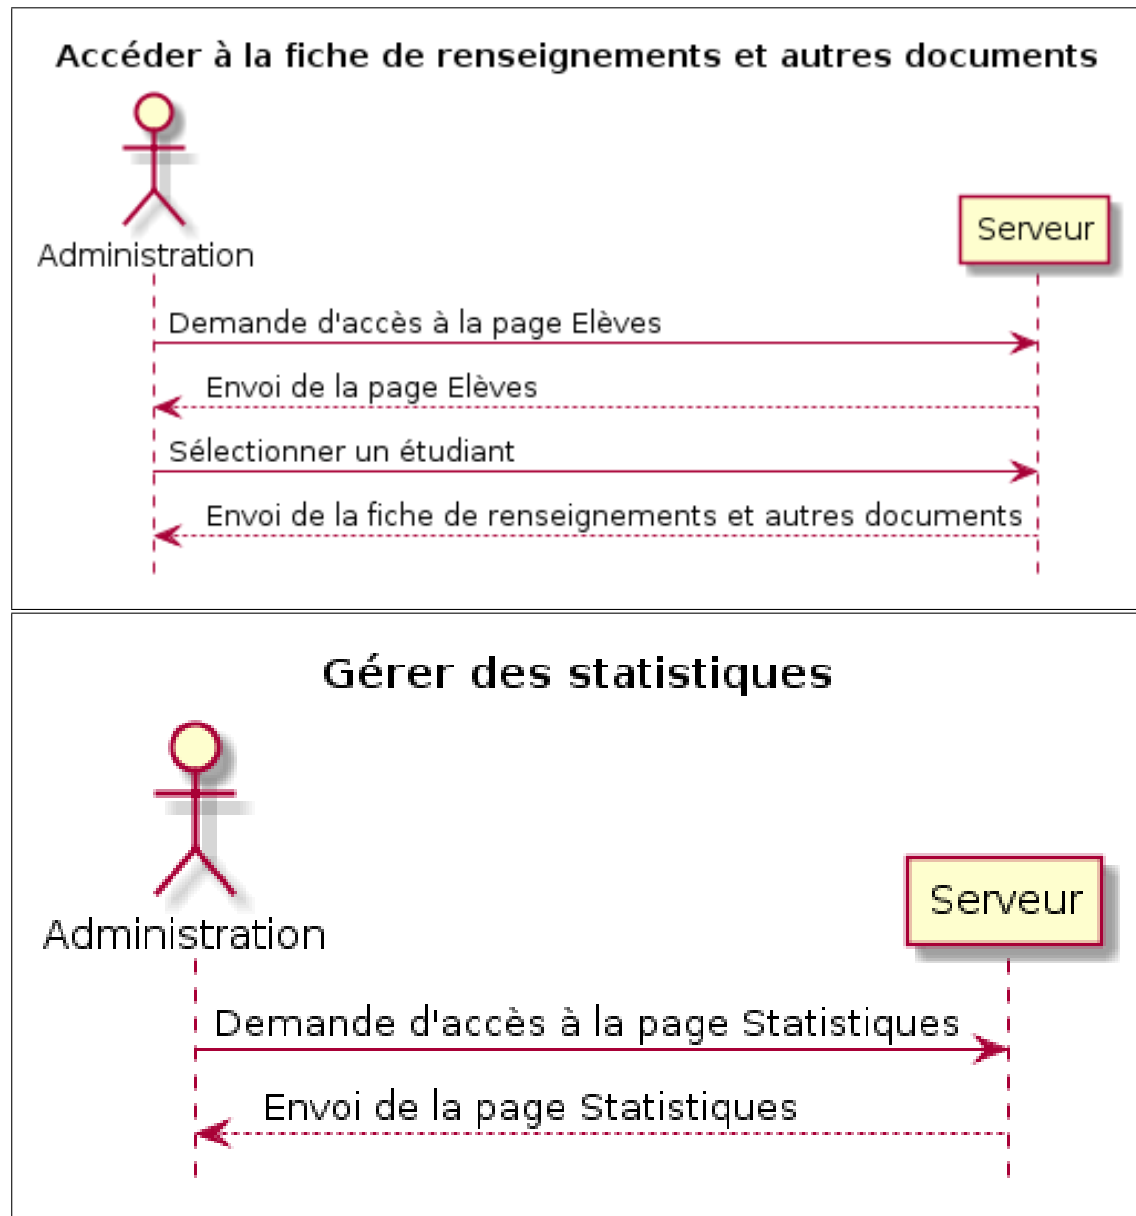 Accéder à la fiche de renseignements et autres documents
Administration
Serveur
Demande d'accès à la page Elèves
Envoi de la page Elèves
Sélectionner un étudiant
Envoi de la fiche de renseignements et autres documents
Gérer des statistiques
Administration
Serveur
Demande d'accès à la page Statistiques
Envoi de la page Statistiques